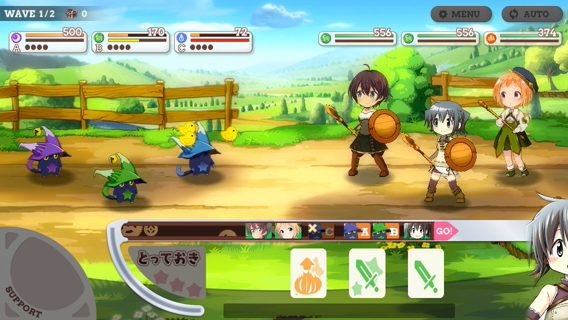 WAVE 1/2 0
MENU
AUTO
500
170
72
556
556
374
A
B
C
C
A
B
GO!
とっておき
SUPPORT